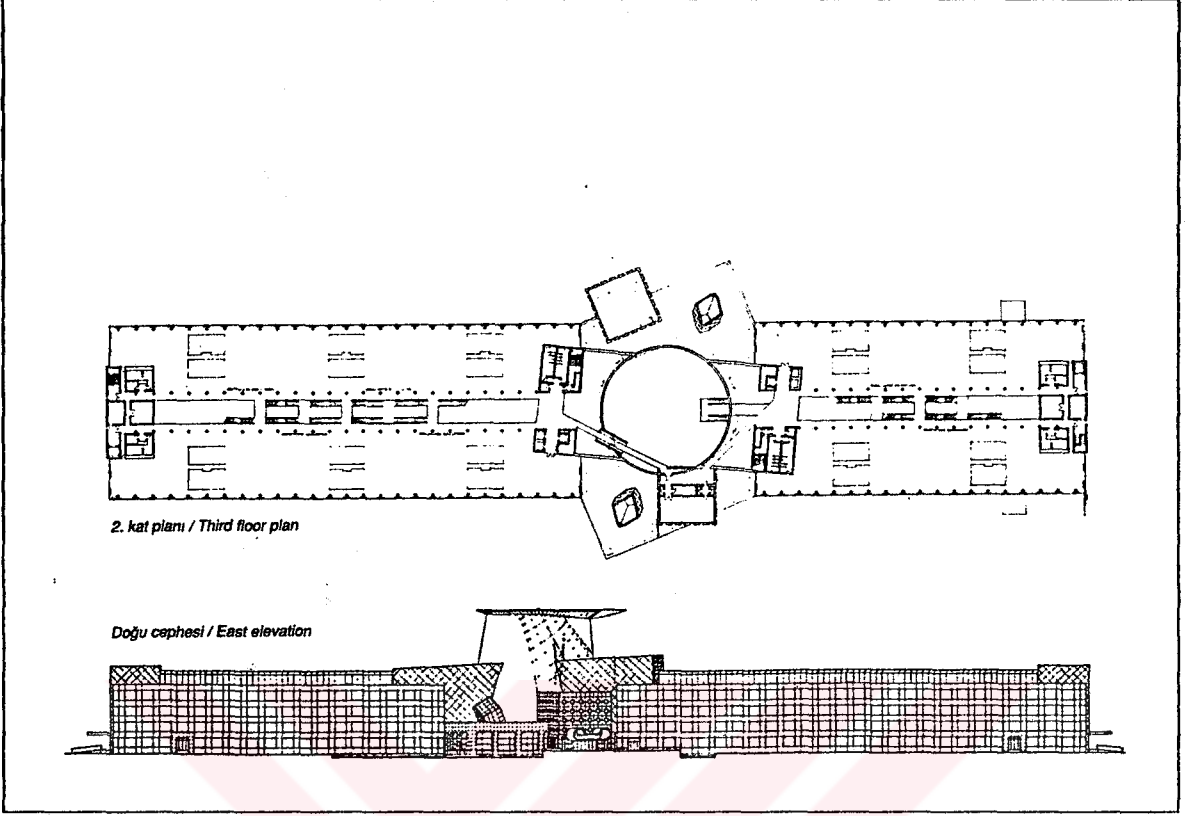 2. kat planı / Third floor plan
Doğu cephesi / East elevation